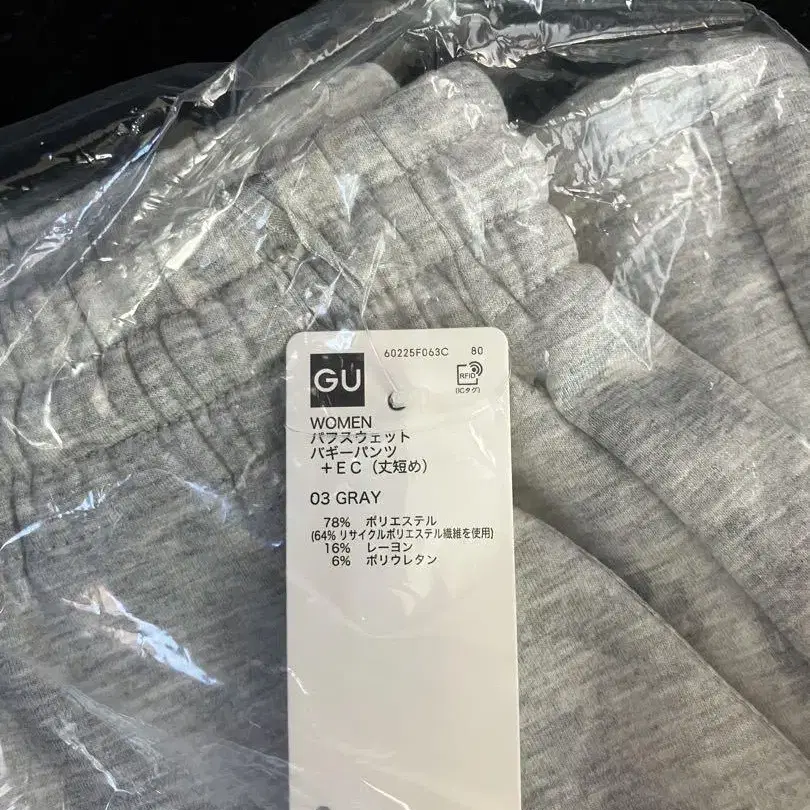 60225F063C 80
GU
RFID
(ICタグ)
WOMEN
パフスウェット
バギーパンツ
+EC(丈短め)
03 GRAY
78% ポリエステル
(64% リサイクルポリエステル繊維を使用)
16% レーヨン
6% ポリウレタン